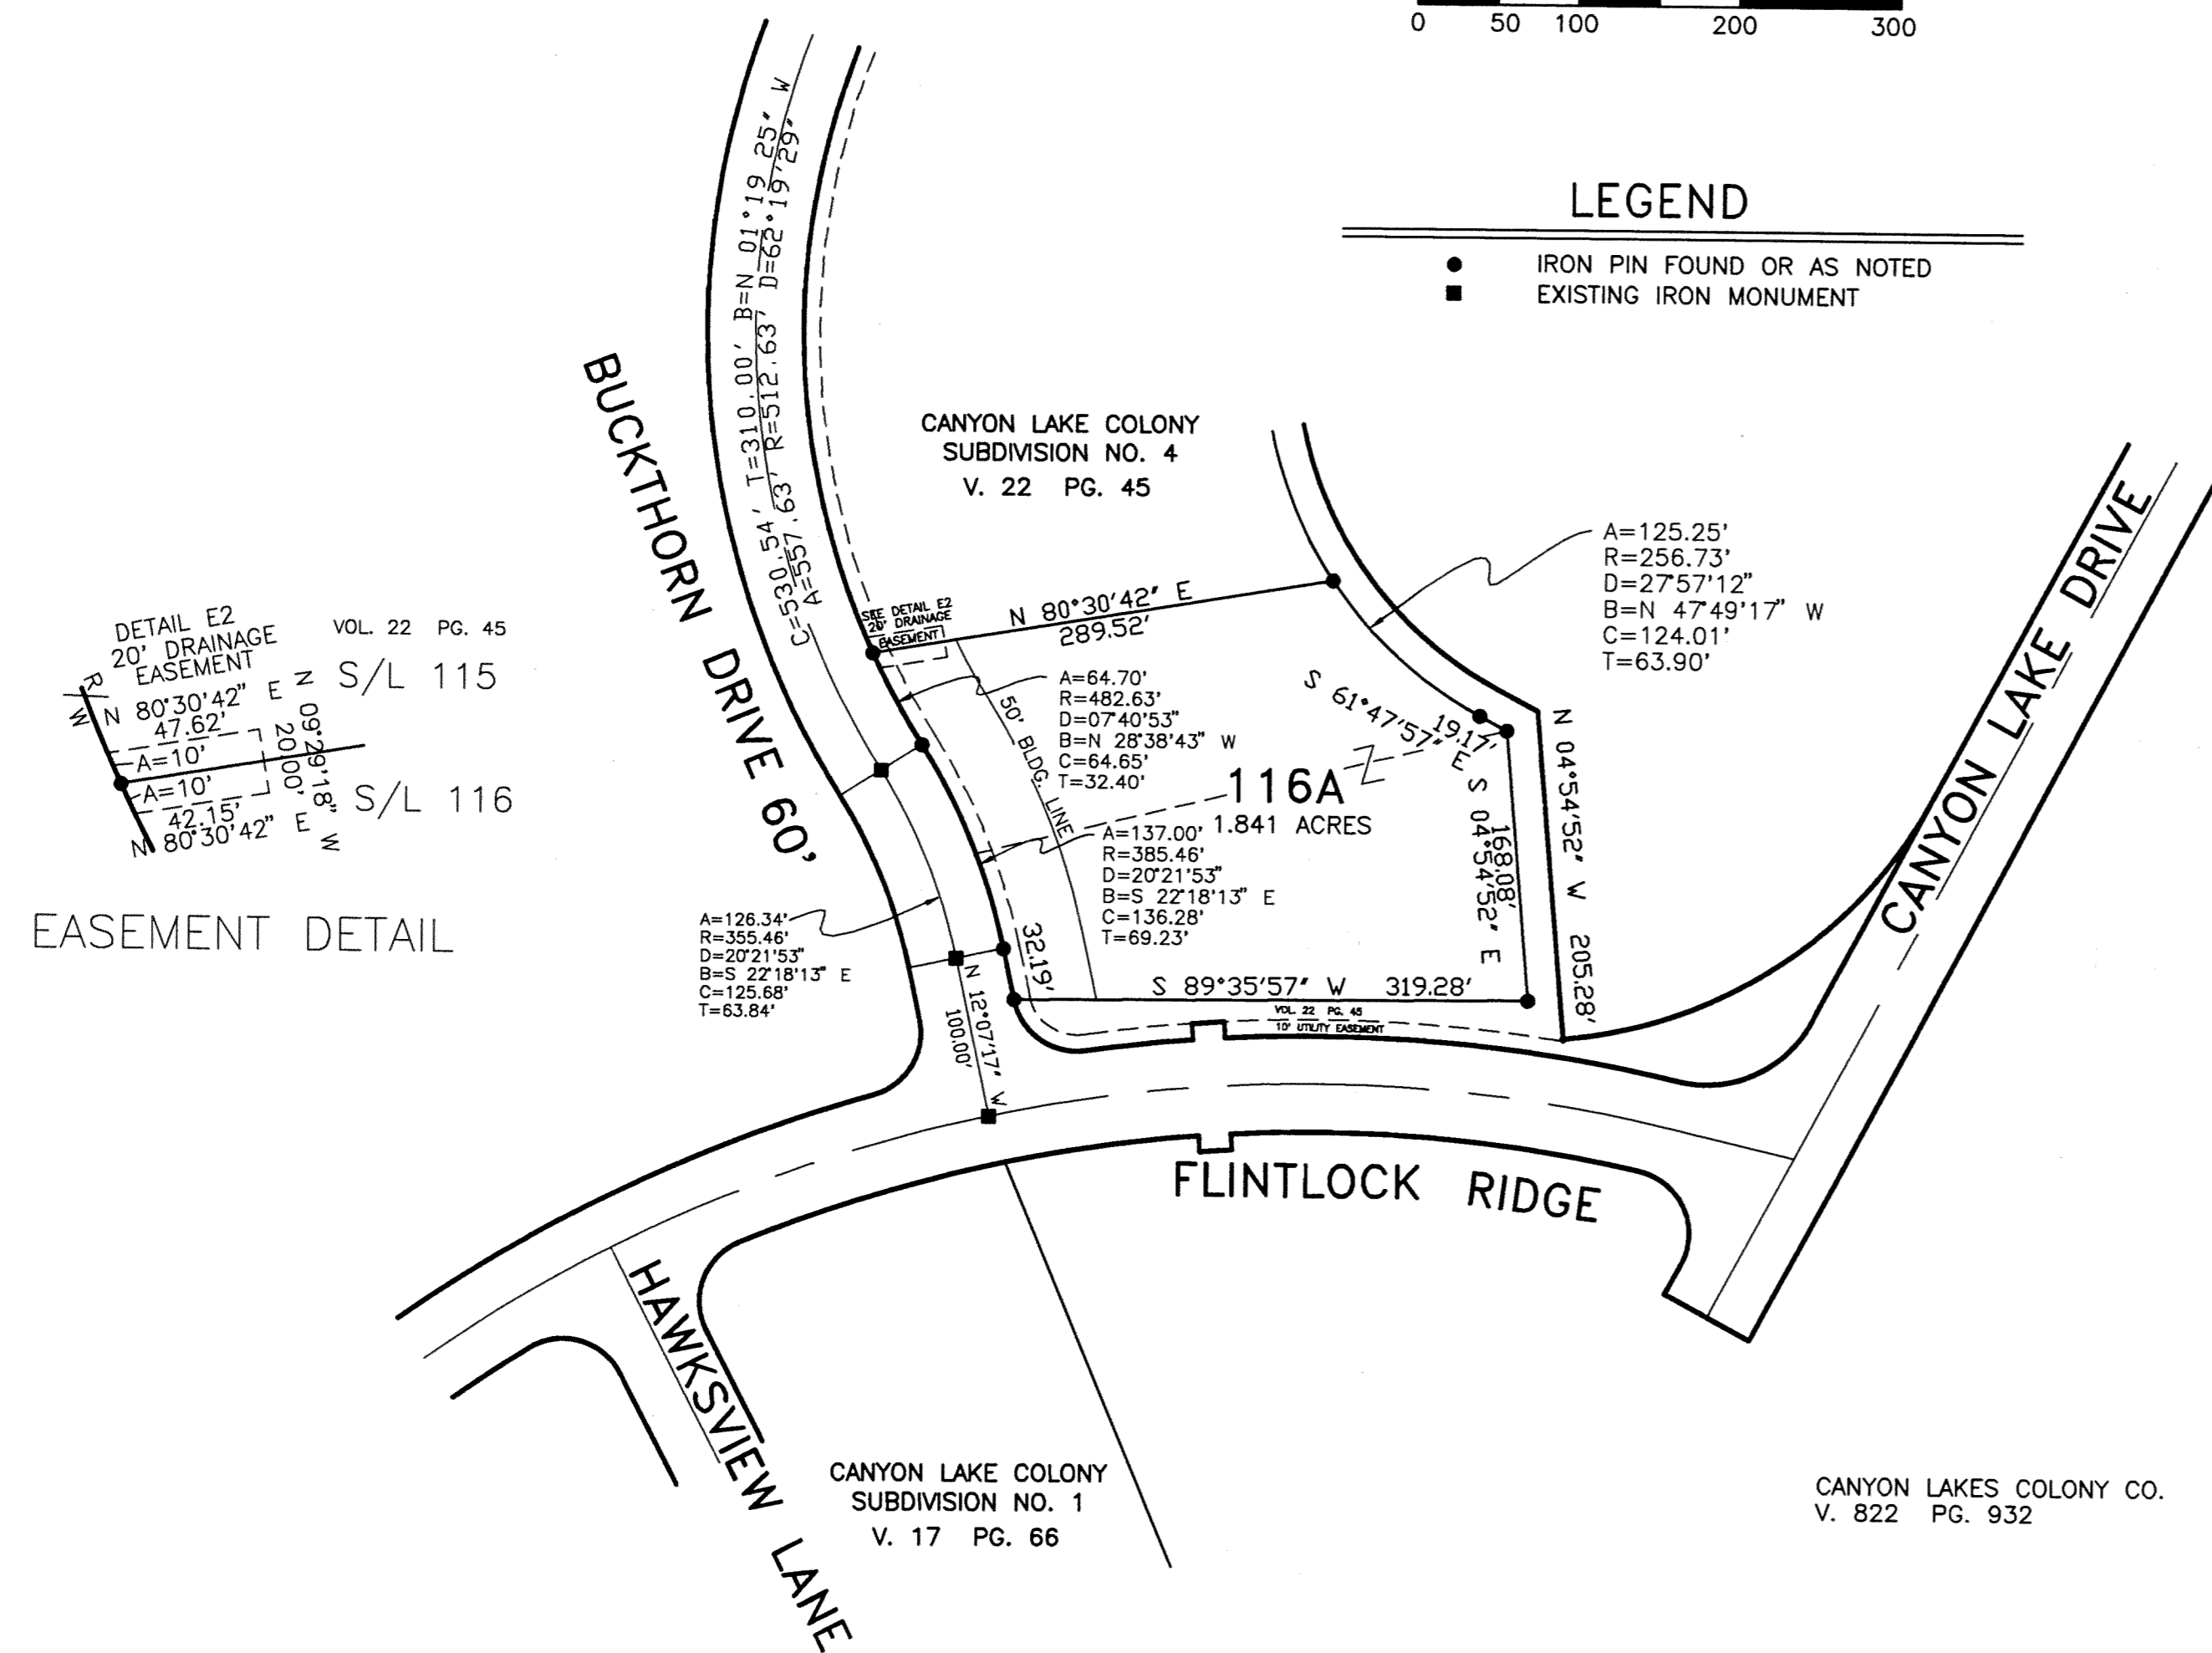 0 50 100 200 300
LEGEND
IRON PIN FOUND OR AS NOTED
EXISTING IRON MONUMENT
C=530.54' T=310.00' B=N 01°19'25" W
A=557.63' R=512.63' D=62°19'29"
BUCKTHORN DRIVE 60'
CANYON LAKE COLONY
SUBDIVISION NO. 4
V. 22 PG. 45
A=125.25'
R=256.73'
D=27°57'12"
B=N 47°49'17" W
C=124.01'
T=63.90'
CANYON LAKE DRIVE
SEE DETAIL E2
20' DRAINAGE
EASEMENT
N 80°30'42" E
289.52'
DETAIL E2
20' DRAINAGE
EASEMENT
VOL. 22 PG. 45
R/W
N 80°30'42" E
47.62'
A=10'
A=10'
42.15'
N 80°30'42" E
N 09°29'18" W
20.00'
S/L 115
S/L 116
EASEMENT DETAIL
A=64.70'
R=482.63'
D=07°40'53"
B=N 28°38'43" W
C=64.65'
T=32.40'
50' BLDG. LINE
S 61°47'57" E
19.17'
Z
116A
1.841 ACRES
S 04°54'52" E
168.08'
N 04°54'52" W 205.28'
A=137.00'
R=385.46'
D=20°21'53"
B=S 22°18'13" E
C=136.28'
T=69.23'
A=126.34'
R=355.46'
D=20°21'53"
B=S 22°18'13" E
C=125.68'
T=63.84'
32.19'
S 89°35'57" W 319.28'
VOL. 22 PG. 45
10' UTILITY EASEMENT
N 12°07'17" W
100.00'
FLINTLOCK RIDGE
HAWKSVIEW LANE
CANYON LAKE COLONY
SUBDIVISION NO. 1
V. 17 PG. 66
CANYON LAKES COLONY CO.
V. 822 PG. 932